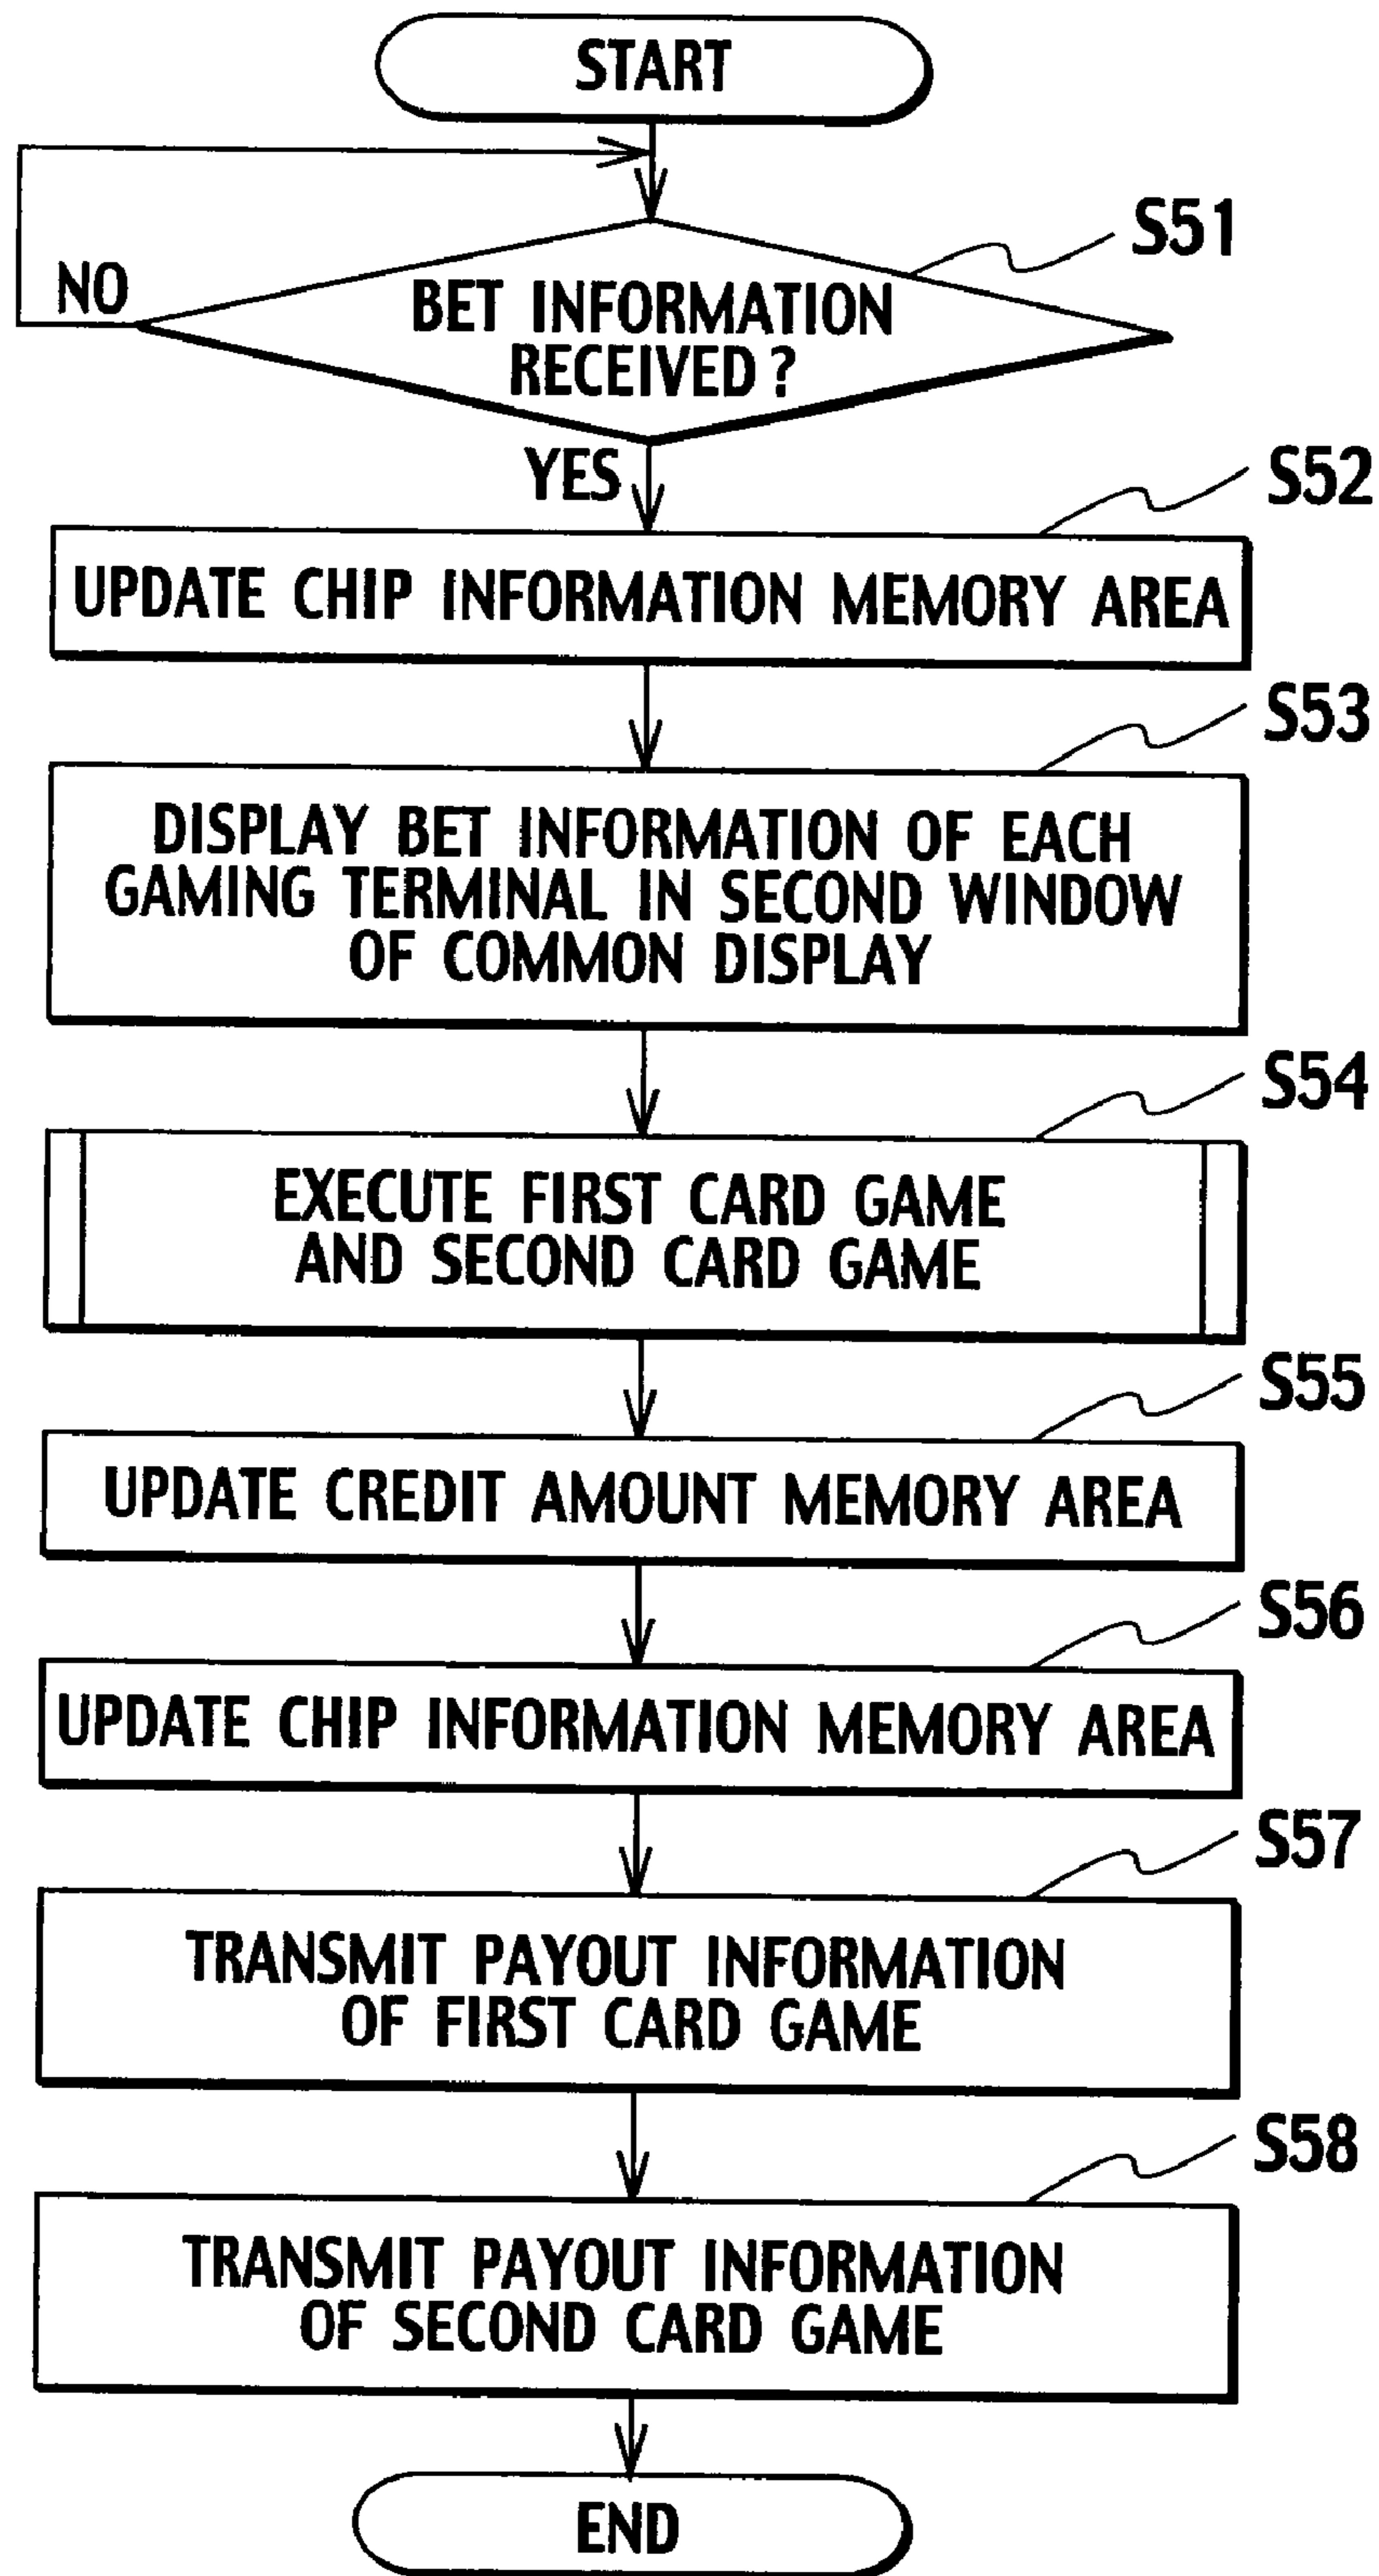 START
S51
NO
BET INFORMATION
RECEIVED ?
YES
S52
UPDATE CHIP INFORMATION MEMORY AREA
S53
DISPLAY BET INFORMATION OF EACH
GAMING TERMINAL IN SECOND WINDOW
OF COMMON DISPLAY
S54
EXECUTE FIRST CARD GAME
AND SECOND CARD GAME
S55
UPDATE CREDIT AMOUNT MEMORY AREA
S56
UPDATE CHIP INFORMATION MEMORY AREA
S57
TRANSMIT PAYOUT INFORMATION
OF FIRST CARD GAME
S58
TRANSMIT PAYOUT INFORMATION
OF SECOND CARD GAME
END